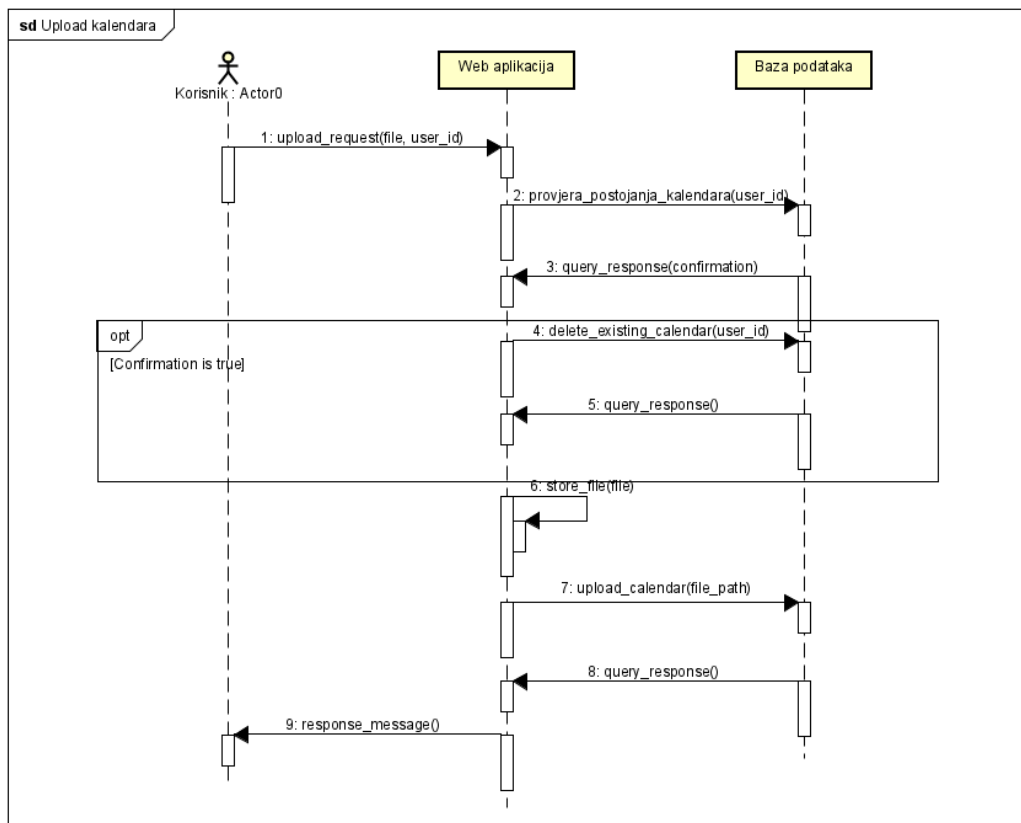 sd Upload kalendara
Korisnik : Actor0
Web aplikacija
Baza podataka
1: upload_request(file, user_id)
2: provjera_postojanja_kalendara(user_id)
3: query_response(confirmation)
opt
4: delete_existing_calendar(user_id)
[Confirmation is true]
5: query_response()
6: store_file(file)
7: upload_calendar(file_path)
8: query_response()
9: response_message()